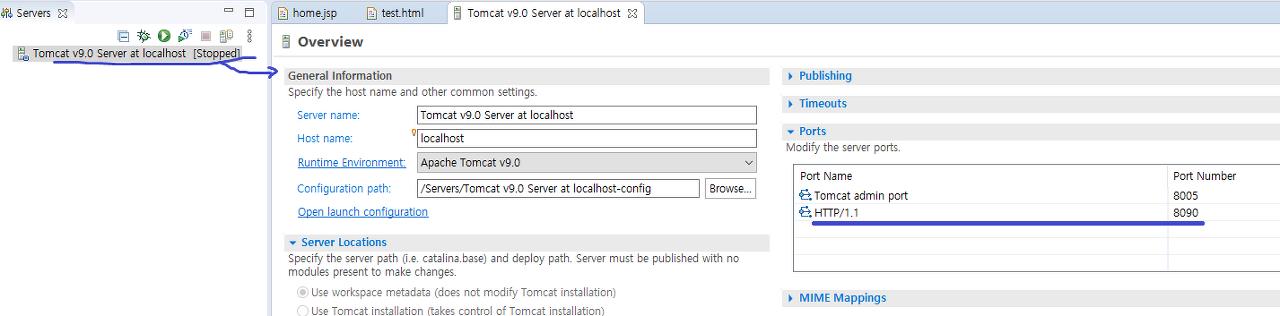 Servers
Tomcat v9.0 Server at localhost [Stopped]
home.jsp
test.html
Tomcat v9.0 Server at localhost
Overview
General Information
Specify the host name and other common settings.
Server name:
Tomcat v9.0 Server at localhost
Host name:
localhost
Runtime Environment:
Apache Tomcat v9.0
Configuration path:
/Servers/Tomcat v9.0 Server at localhost-config
Browse...
Open launch configuration
Server Locations
Specify the server path (i.e. catalina.base) and deploy path. Server must be published with no
modules present to make changes.
Use workspace metadata (does not modify Tomcat installation)
Use Tomcat installation (takes control of Tomcat installation)
Publishing
Timeouts
Ports
Modify the server ports.
Port Name Port Number
Tomcat admin port 8005
HTTP/1.1 8090
MIME Mappings